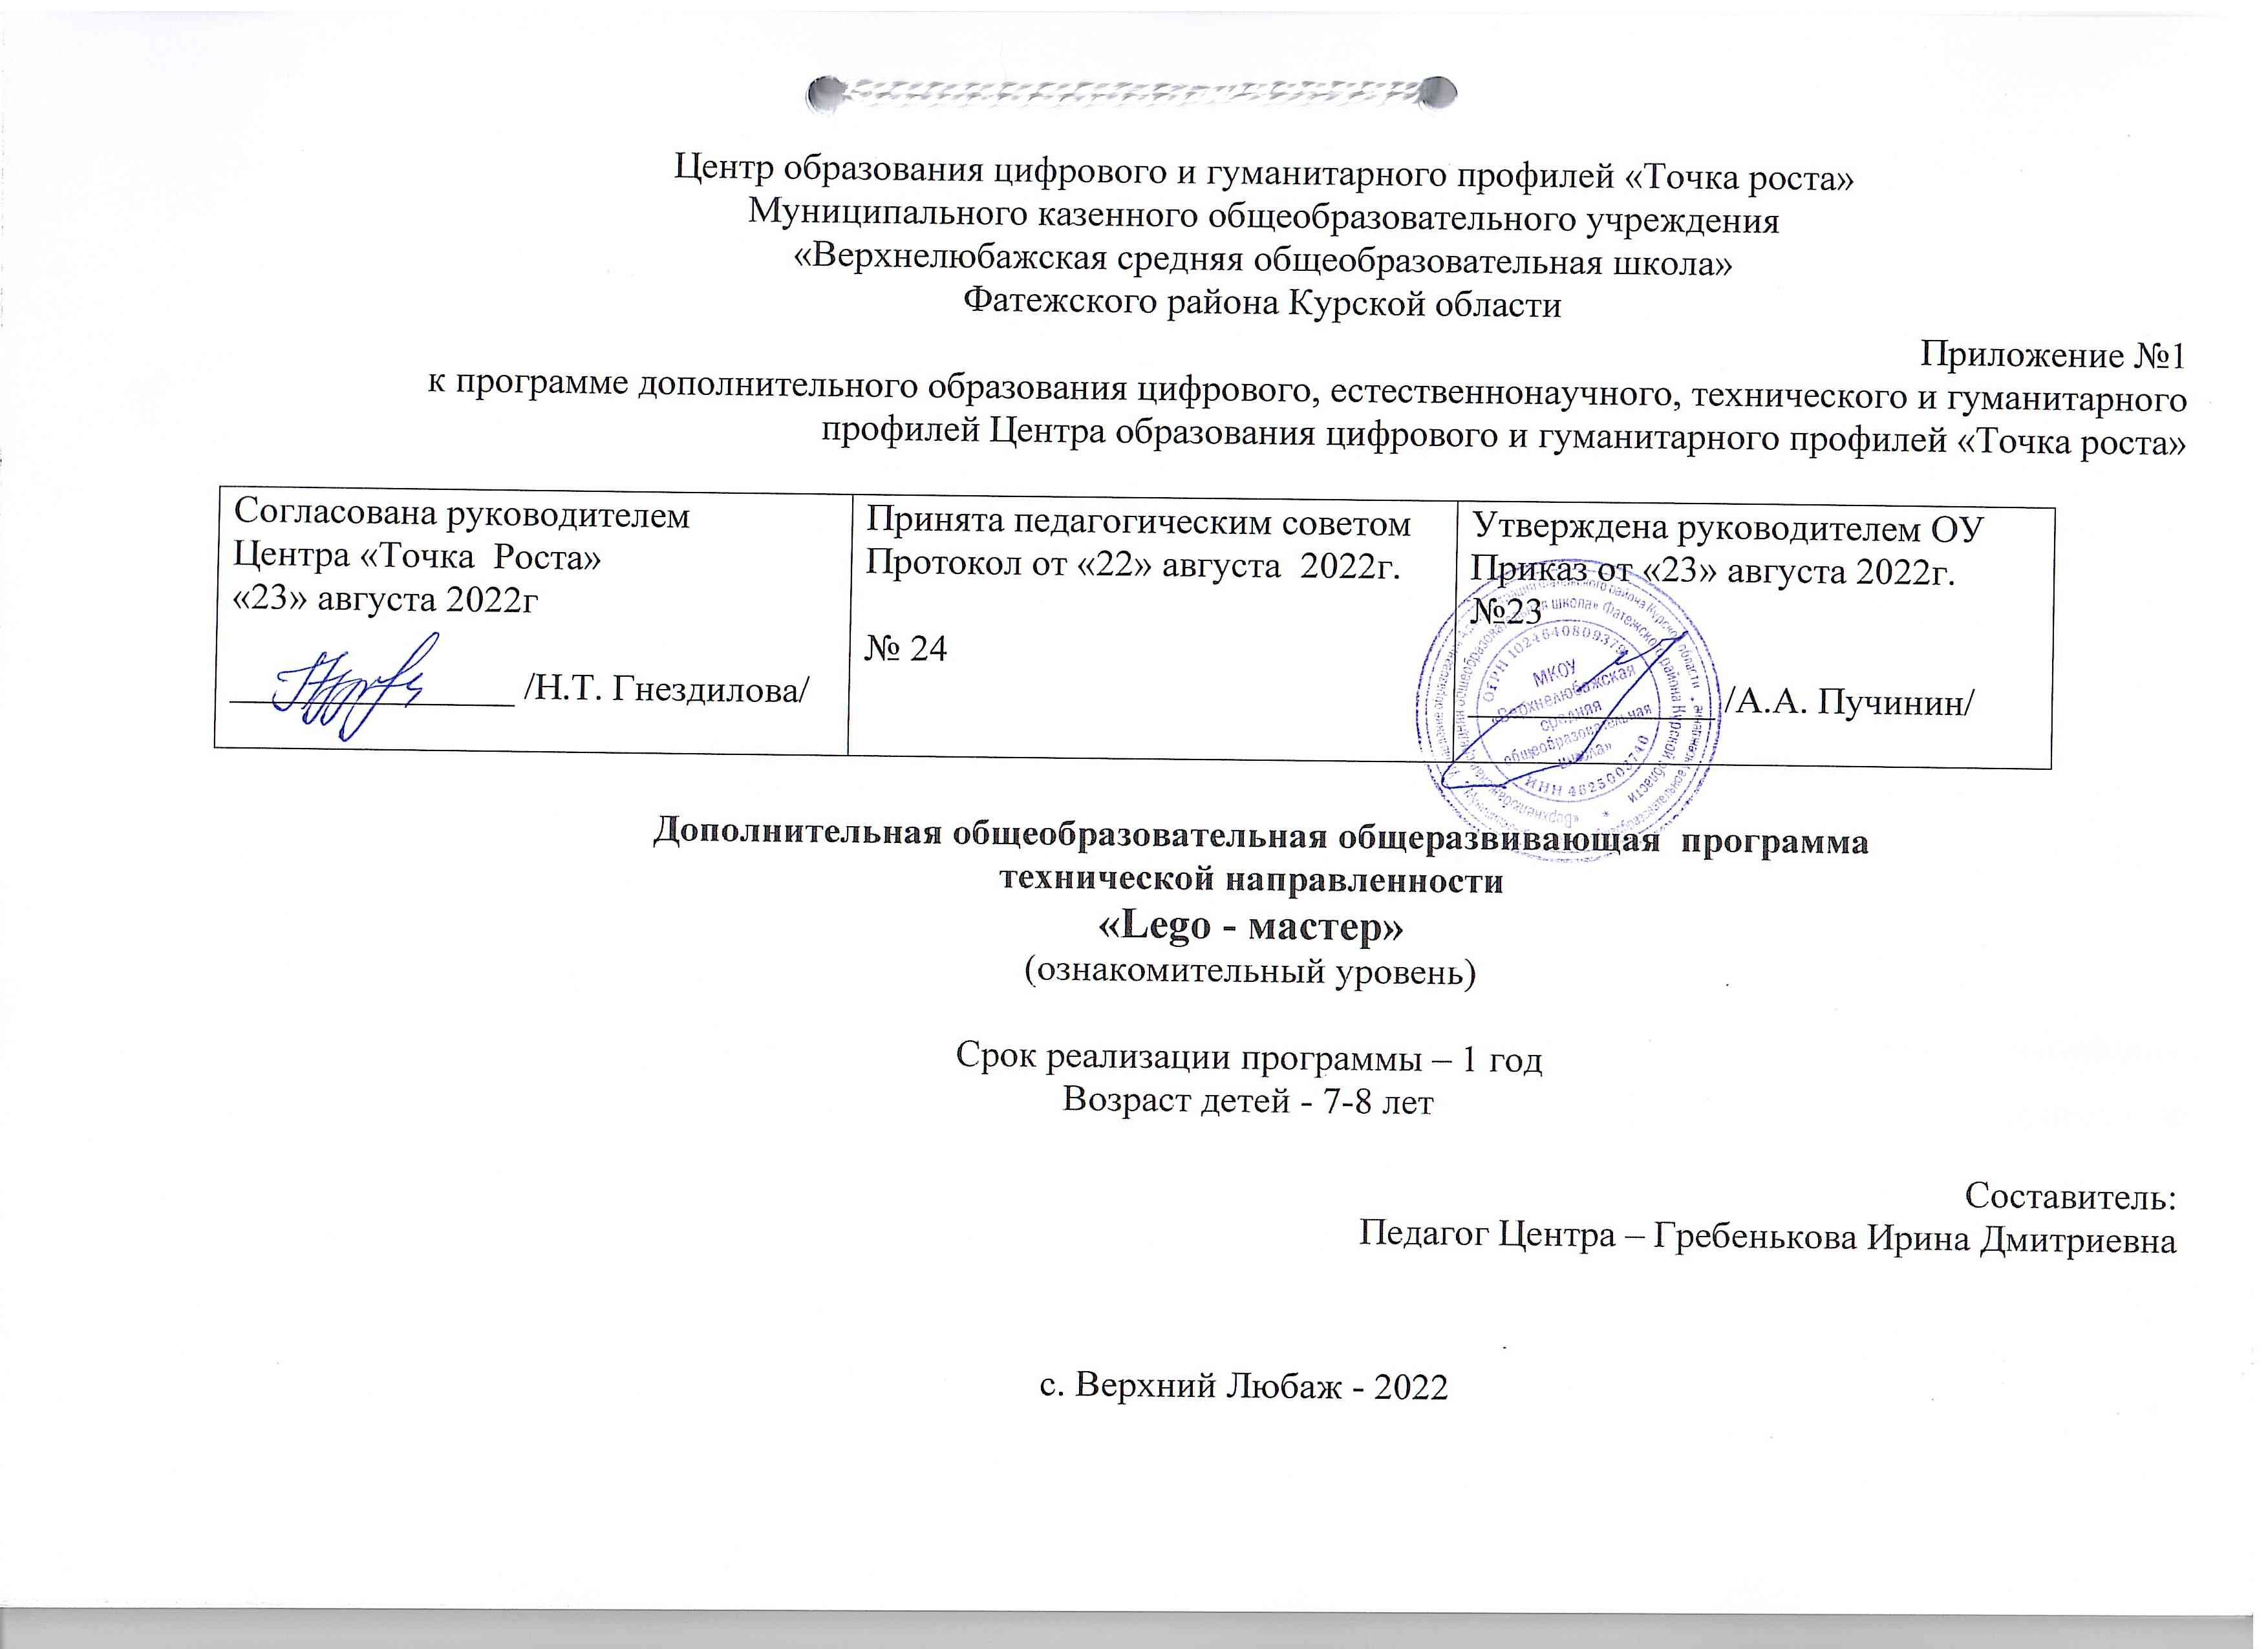 Центр образования цифрового и гуманитарного профилей «Точка роста»
Муниципального казенного общеобразовательного учреждения
«Верхнелюбажская средняя общеобразовательная школа»
Фатежского района Курской области
Приложение №1
к программе дополнительного образования цифрового, естественнонаучного, технического и гуманитарного
профилей Центра образования цифрового и гуманитарного профилей «Точка роста»
Согласована руководителем
Центра «Точка Роста»
«23» августа 2022г
/Н.Т. Гнездилова/
Принята педагогическим советом
Протокол от «22» августа 2022г.
№ 24
Утверждена руководителем ОУ
Приказ от «23» августа 2022г.
№23
/А.А. Пучинин/
ОГРН 1024640809379
МКОУ
«Верхнелюбажская
средняя
общеобразовательная
школа»
ИНН 4625003740
Дополнительная общеобразовательная общеразвивающая программа
технической направленности
«Lego - мастер»
(ознакомительный уровень)
Срок реализации программы – 1 год
Возраст детей - 7-8 лет
Составитель:
Педагог Центра – Гребенькова Ирина Дмитриевна
с. Верхний Любаж - 2022